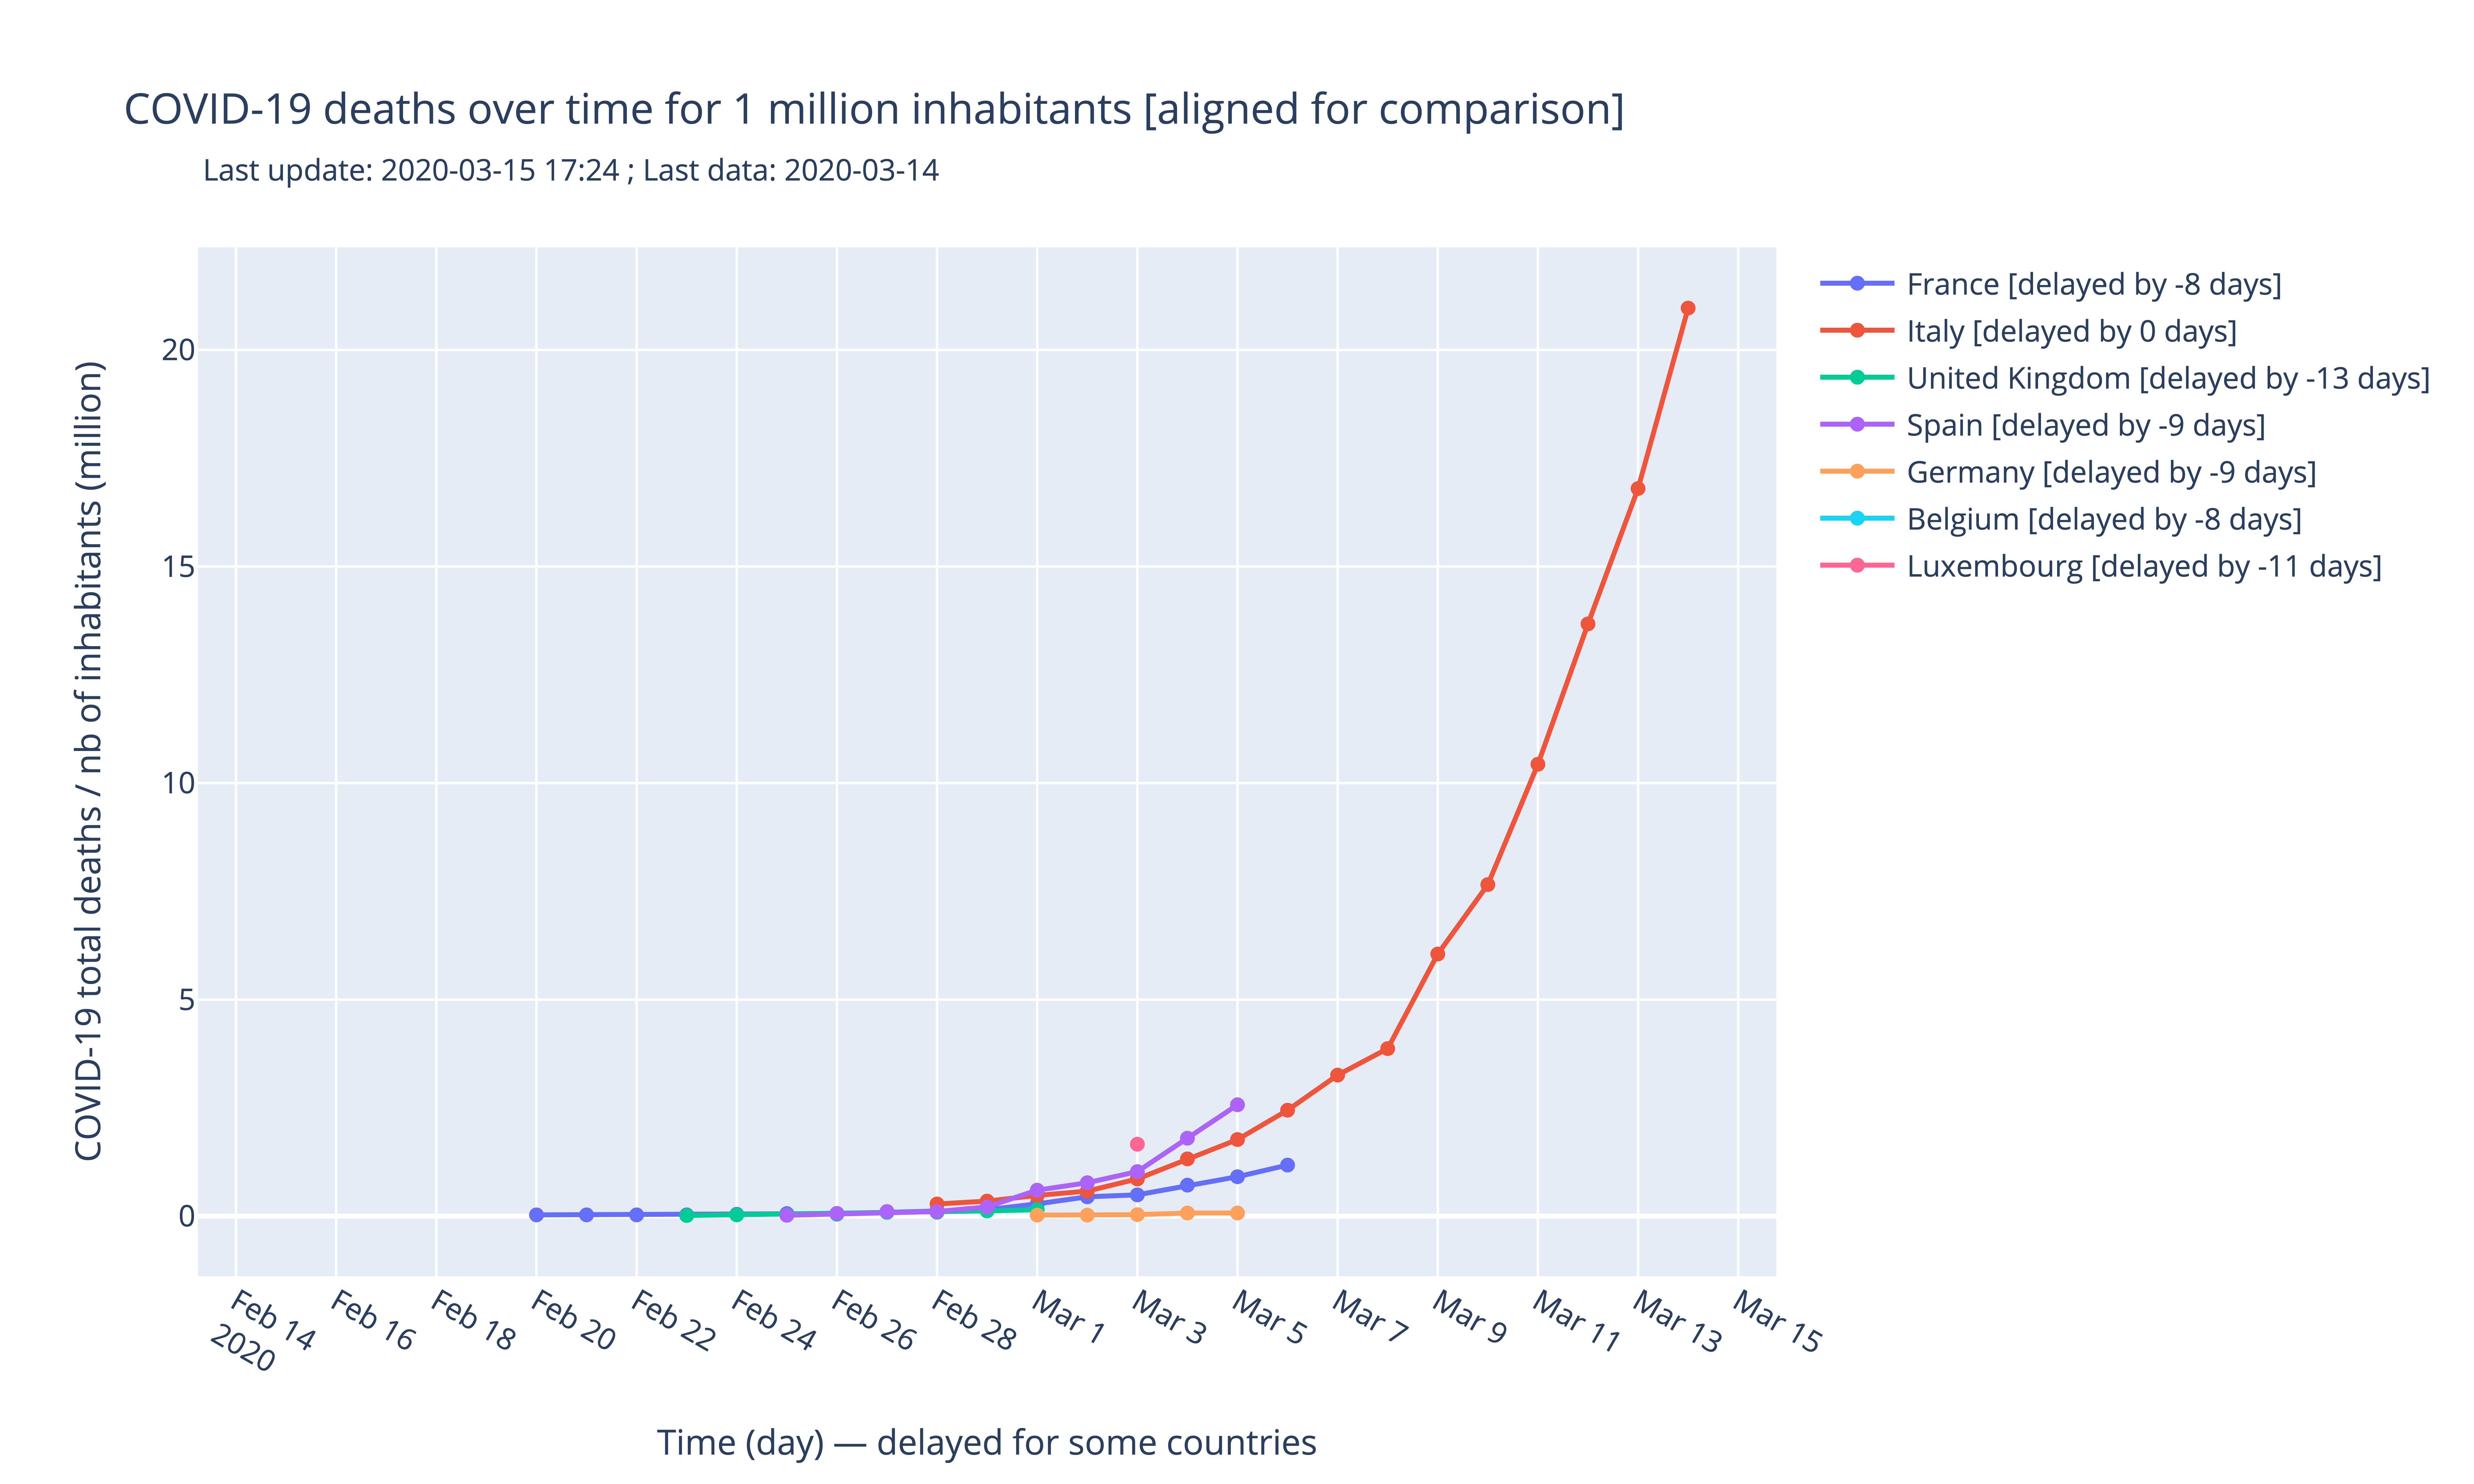 COVID-19 deaths over time for 1 million inhabitants [aligned for comparison]
Last update: 2020-03-15 17:24 ; Last data: 2020-03-14
COVID-19 total deaths / nb of inhabitants (million)
20
15
10
5
0
Feb 14
2020
Feb 16
Feb 18
Feb 20
Feb 22
Feb 24
Feb 26
Feb 28
Mar 1
Mar 3
Mar 5
Mar 7
Mar 9
Mar 11
Mar 13
Mar 15
Time (day) — delayed for some countries
France [delayed by -8 days]
Italy [delayed by 0 days]
United Kingdom [delayed by -13 days]
Spain [delayed by -9 days]
Germany [delayed by -9 days]
Belgium [delayed by -8 days]
Luxembourg [delayed by -11 days]